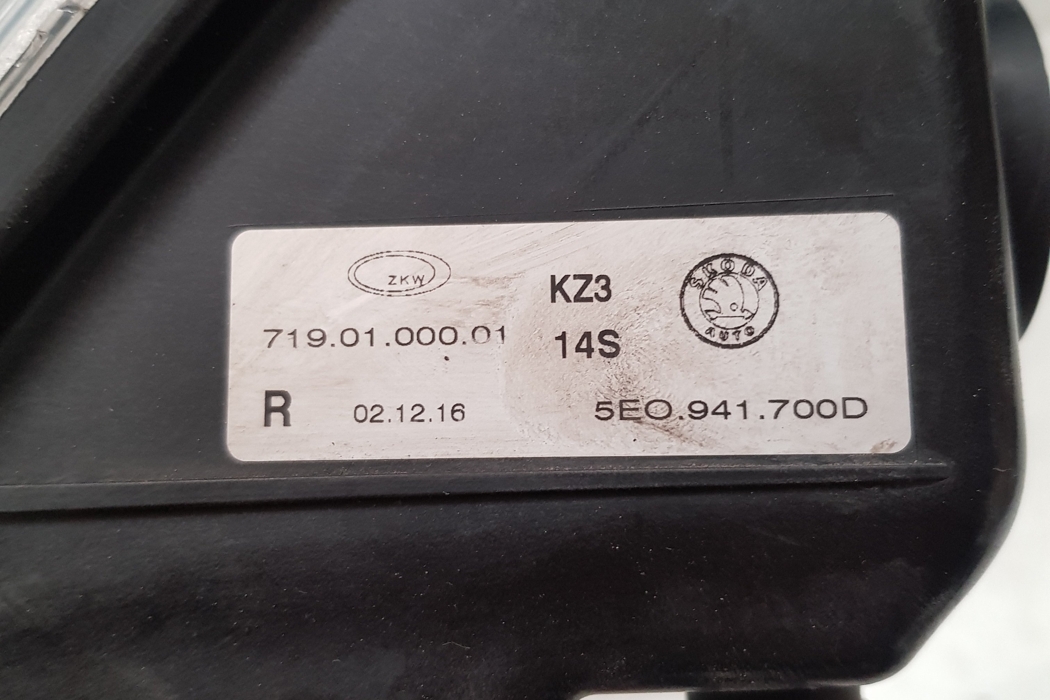 ZKW
KZ3
SKODA
AUTO
719.01.000.01
14S
R
02.12.16
5E0.941.700D